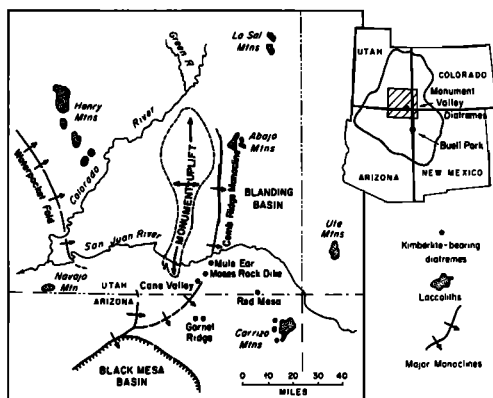 La Sal
Mtns
Green R
Henry
Mtns
River
Colorado
Waterpocket Fold
MONUMENT UPLIFT
Abajo
Mtns
Comb Ridge Monocline
BLANDING
BASIN
San Juan River
Navajo
Mtn
UTAH
ARIZONA
Mule Ear
Moses Rock Dike
Cane Valley
Red Mesa
Garnet
Ridge
Carrizo
Mtns
Ute
Mtns
BLACK MESA
BASIN
0 20 40
MILES
UTAH
COLORADO
Monument
Valley
Diatremes
Buell Park
ARIZONA
NEW MEXICO
Kimberlite-bearing
diatremes
Laccoliths
Major Monoclines